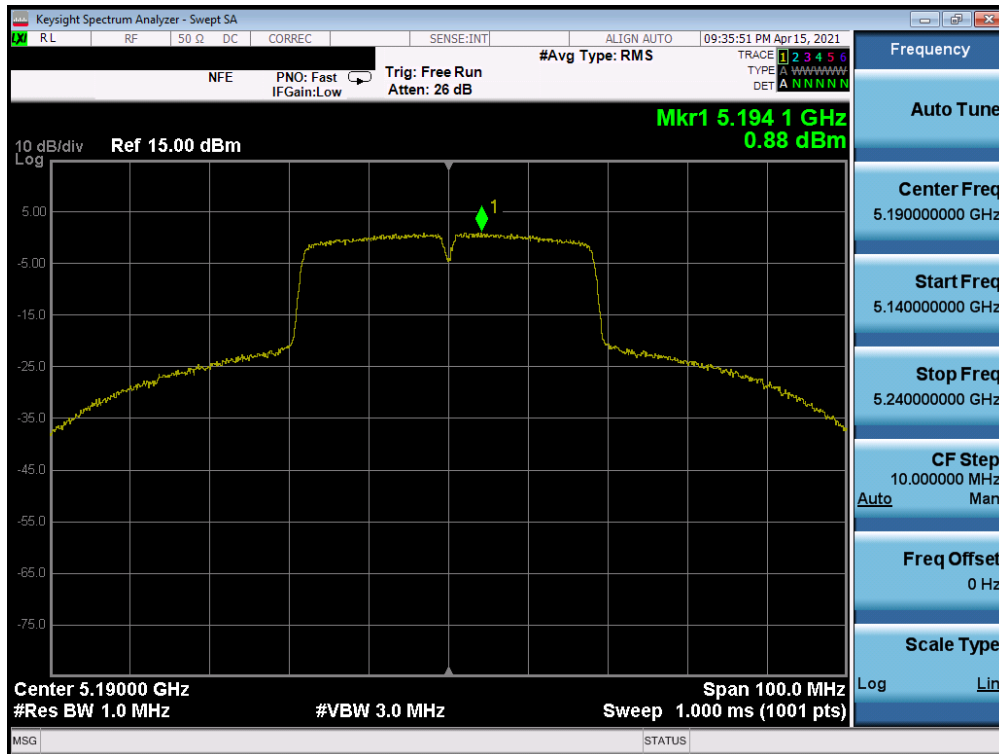 Keysight Spectrum Analyzer - Swept SA
LXI RL RF 50 Ω DC CORREC SENSE:INT ALIGN AUTO 09:35:51 PM Apr 15, 2021
#Avg Type: RMS
NFE PNO: Fast IFGain:Low
Trig: Free Run
Atten: 26 dB
TRACE 1 2 3 4 5 6
TYPE A WWWWWW
DET A N N N N N
Mkr1 5.194 1 GHz
0.88 dBm
10 dB/div Ref 15.00 dBm
Log
1
5.00
-5.00
-15.0
-25.0
-35.0
-45.0
-55.0
-65.0
-75.0
Center 5.19000 GHz Span 100.0 MHz
#Res BW 1.0 MHz #VBW 3.0 MHz Sweep 1.000 ms (1001 pts)
MSG STATUS
Frequency
Auto Tune
Center Freq
5.190000000 GHz
Start Freq
5.140000000 GHz
Stop Freq
5.240000000 GHz
CF Step
10.000000 MHz
Auto Man
Freq Offset
0 Hz
Scale Type
Log Lin